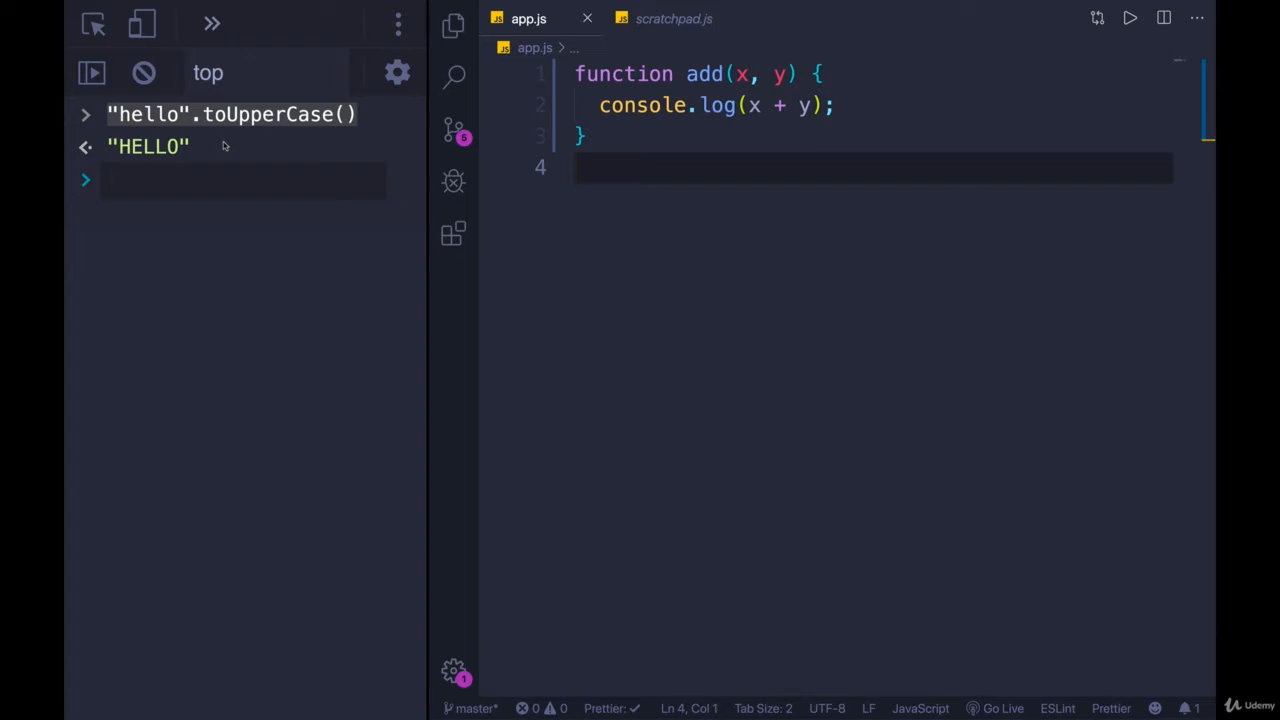 top
> "hello".toUpperCase()
"HELLO"
>
app.js
scratchpad.js
app.js > ...
1 function add(x, y) {
2 console.log(x + y);
3 }
4
5
1
master* 0 0 Prettier: ✓ Ln 4, Col 1 Tab Size: 2 UTF-8 LF JavaScript Go Live ESLint Prettier 1
Udemy